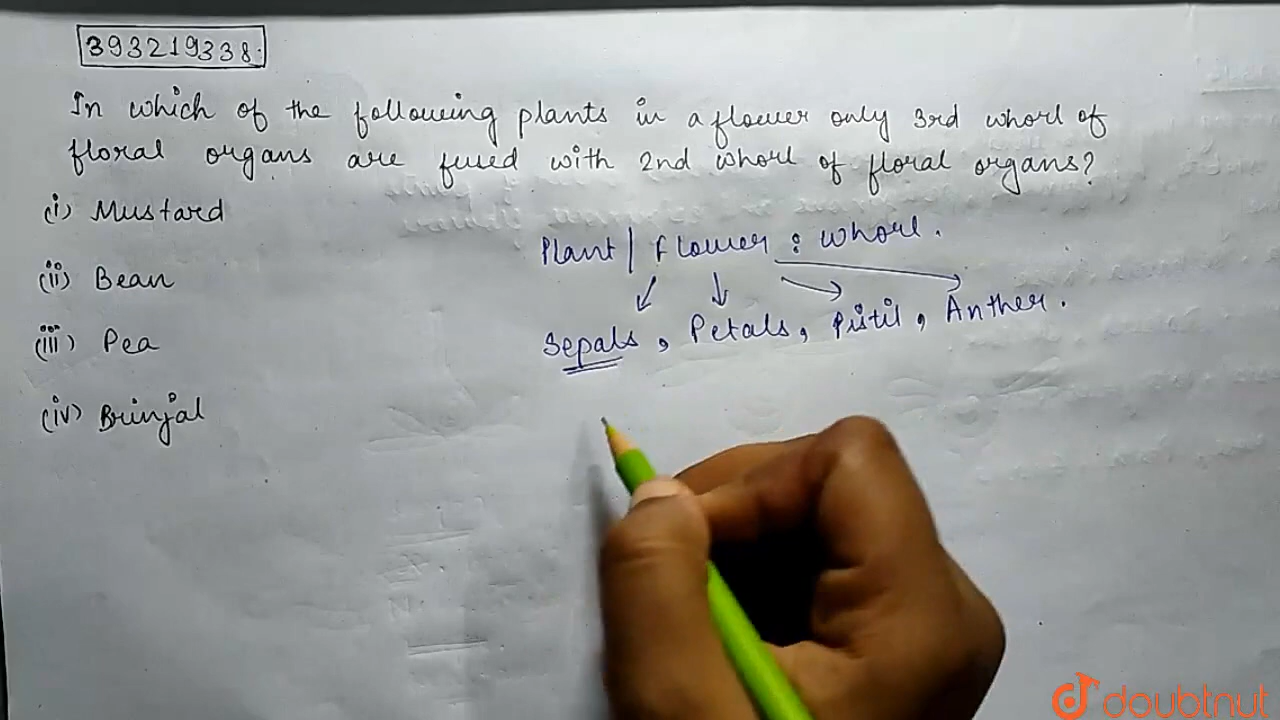 393219338.
In which of the following plants in a flower only 3rd whorl of
floral organs are fused with 2nd whorl of floral organs?
(i) Mustard
(ii) Bean
(iii) Pea
(iv) Brinjal
Plant | flower : whorl.
Sepals, Petals, Pistil, Anther.
doubtnut